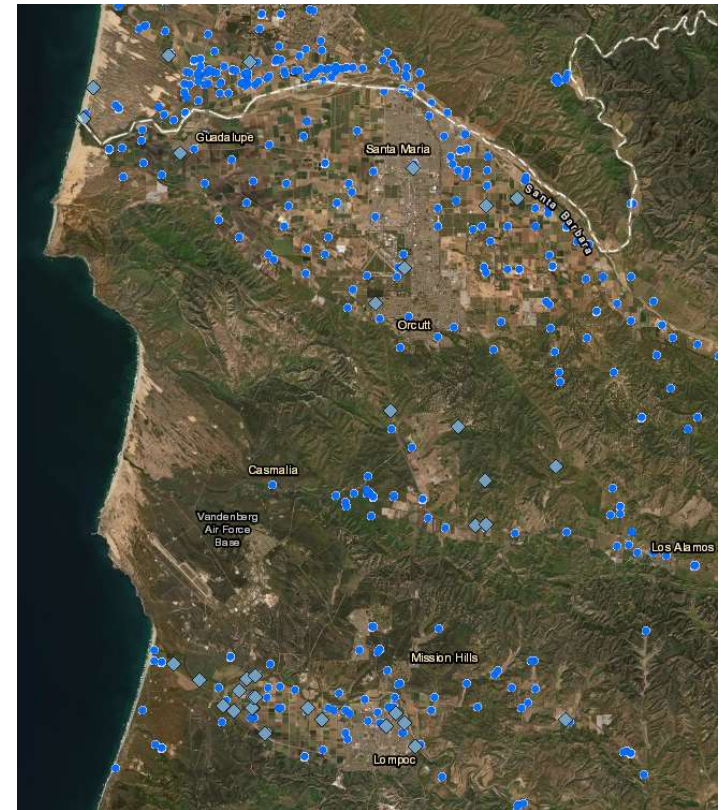 Guadalupe
Santa Maria
Santa Barbara
Orcutt
Casmalia
Vandenberg
Air Force
Base
Los Alamos
Mission Hills
Lompoc